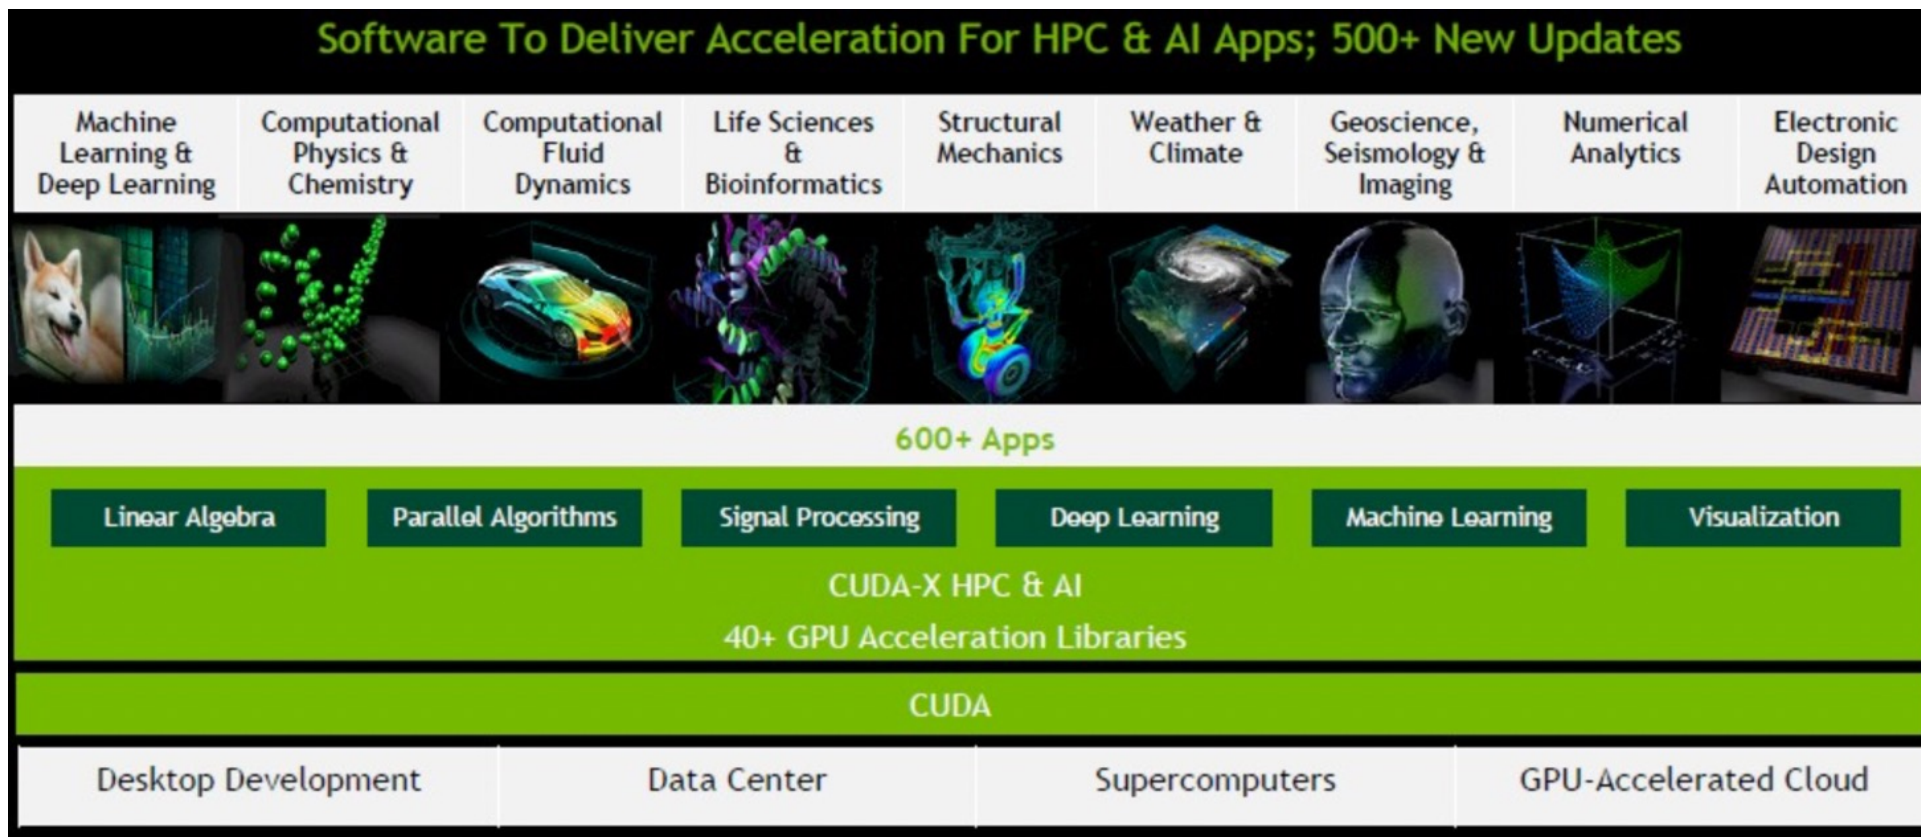 Software To Deliver Acceleration For HPC & AI Apps; 500+ New Updates
Machine
Learning &
Deep Learning
Computational
Physics &
Chemistry
Computational
Fluid
Dynamics
Life Sciences
&
Bioinformatics
Structural
Mechanics
Weather &
Climate
Geoscience,
Seismology &
Imaging
Numerical
Analytics
Electronic
Design
Automation
600+ Apps
Linear Algebra
Parallel Algorithms
Signal Processing
Deep Learning
Machine Learning
Visualization
CUDA-X HPC & AI
40+ GPU Acceleration Libraries
CUDA
Desktop Development
Data Center
Supercomputers
GPU-Accelerated Cloud